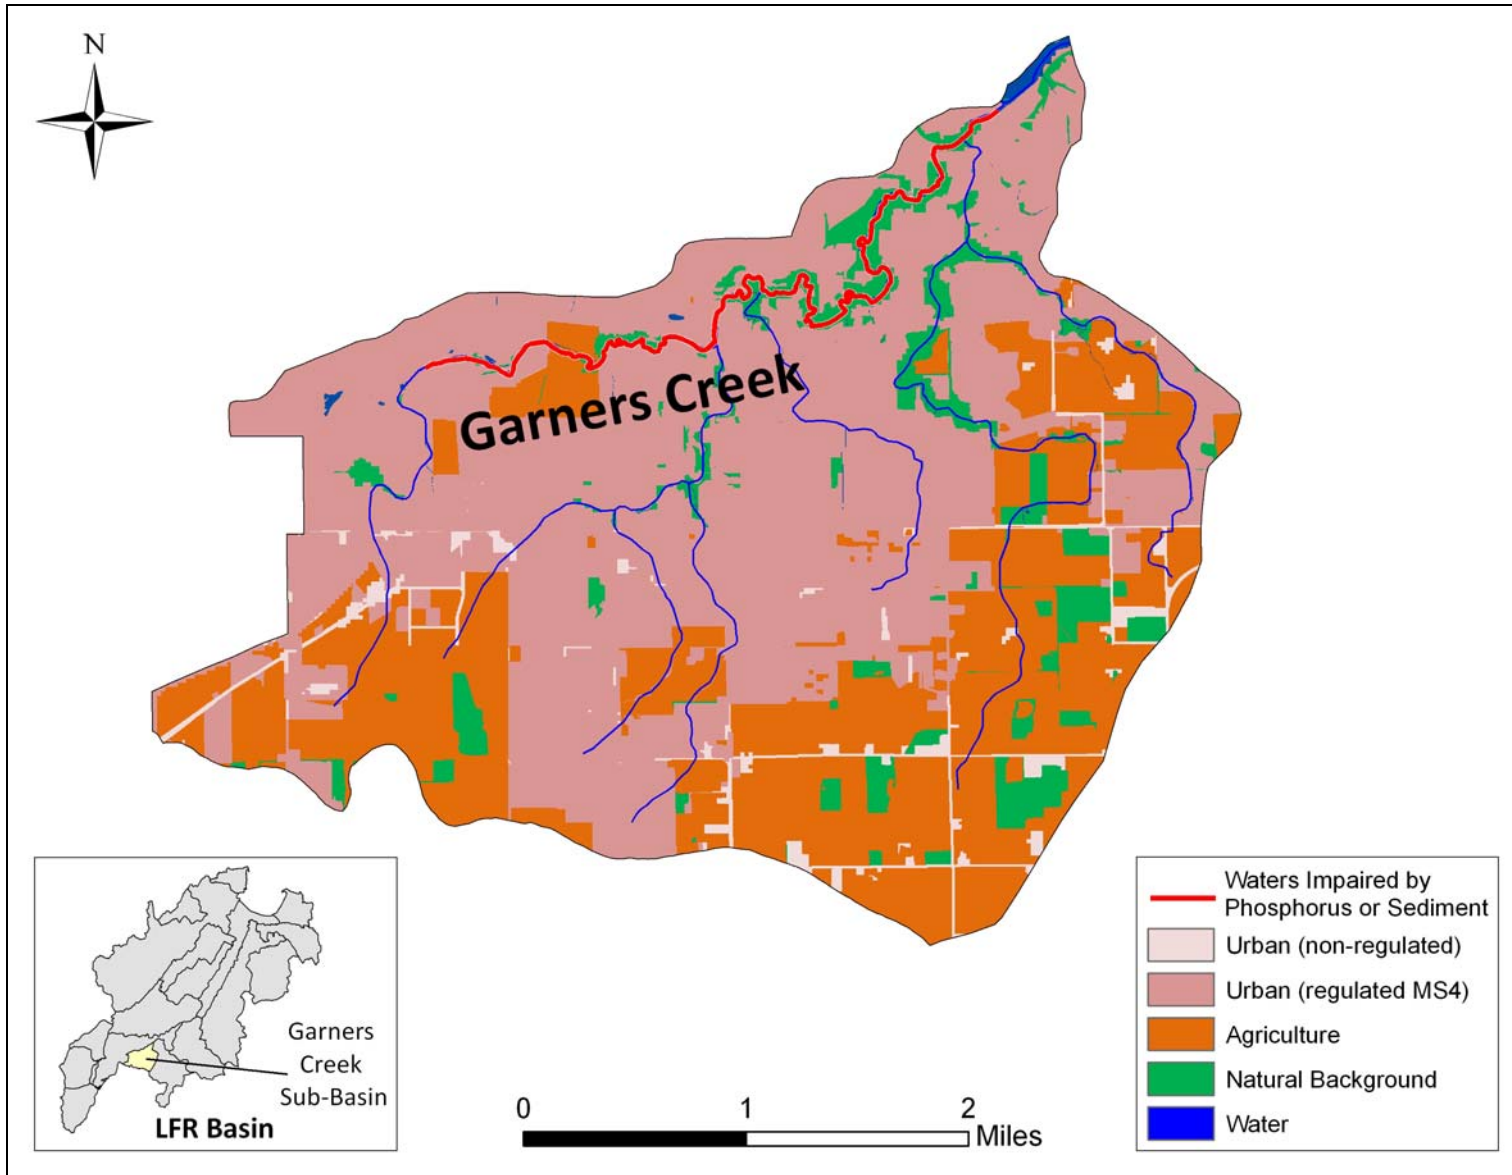 N
Garners Creek
Garners
Creek
Sub-Basin
LFR Basin
0
1
2
Miles
Waters Impaired by
Phosphorus or Sediment
Urban (non-regulated)
Urban (regulated MS4)
Agriculture
Natural Background
Water